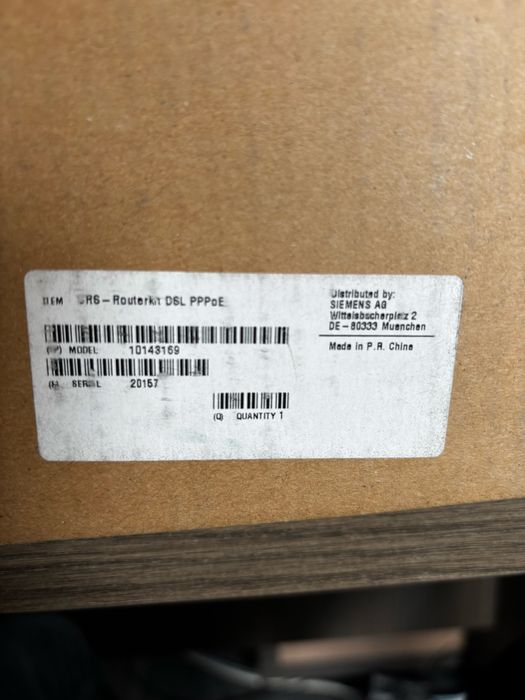 ITEM SRS-Routerkit DSL PPPoE
(P) MODEL 10143169
(S) SERIAL 20157
(Q) QUANTITY 1
Distributed by:
SIEMENS AG
Wittelsbacherplatz 2
DE-80333 Muenchen
Made in P.R. China